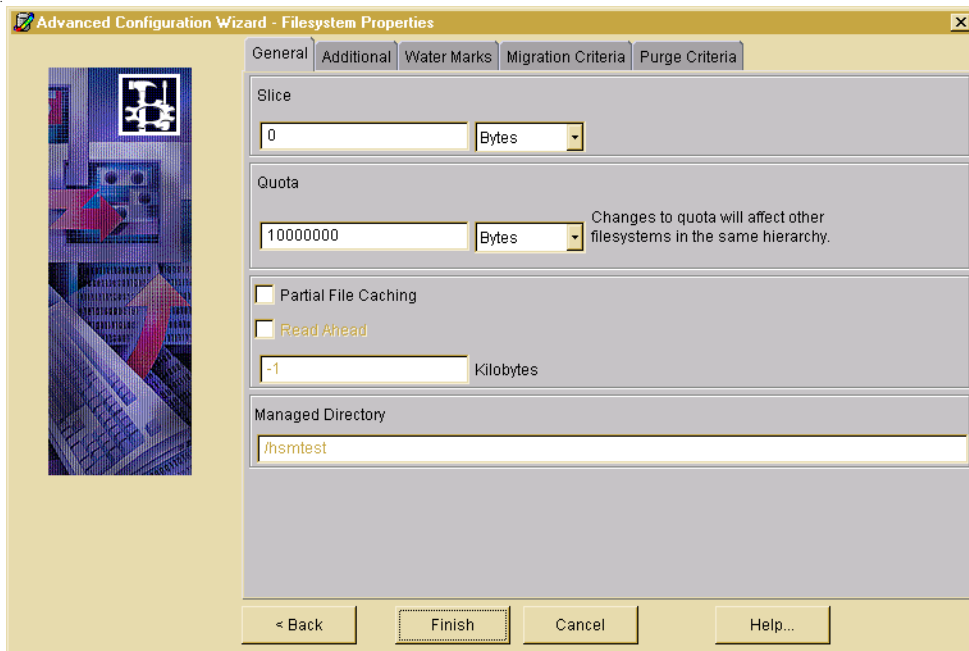 Advanced Configuration Wizard - Filesystem Properties
General Additional Water Marks Migration Criteria Purge Criteria
Slice
0 Bytes
Quota
10000000 Bytes
Changes to quota will affect other
filesystems in the same hierarchy.
Partial File Caching
Read Ahead
-1 Kilobytes
Managed Directory
/hsmtest
< Back Finish Cancel Help...